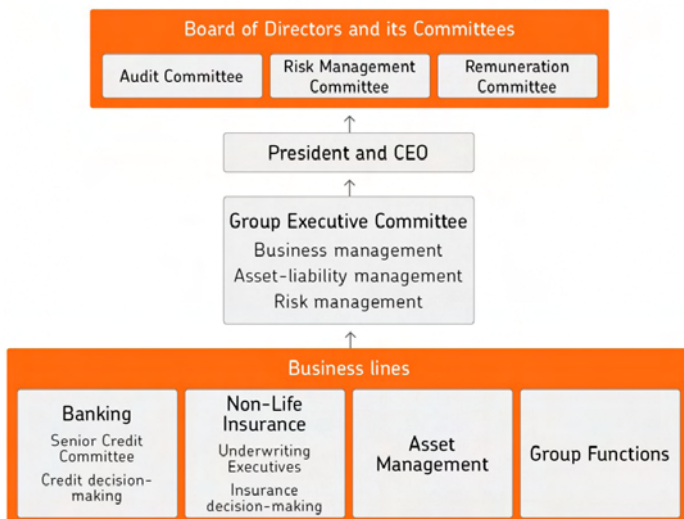 Board of Directors and its Committees
Audit Committee
Risk Management
Committee
Remuneration
Committee
President and CEO
Group Executive Committee
Business management
Asset-liability management
Risk management
Business lines
Banking
Senior Credit
Committee
Credit decision-
making
Non-Life
Insurance
Underwriting
Executives
Insurance
decision-making
Asset
Management
Group Functions